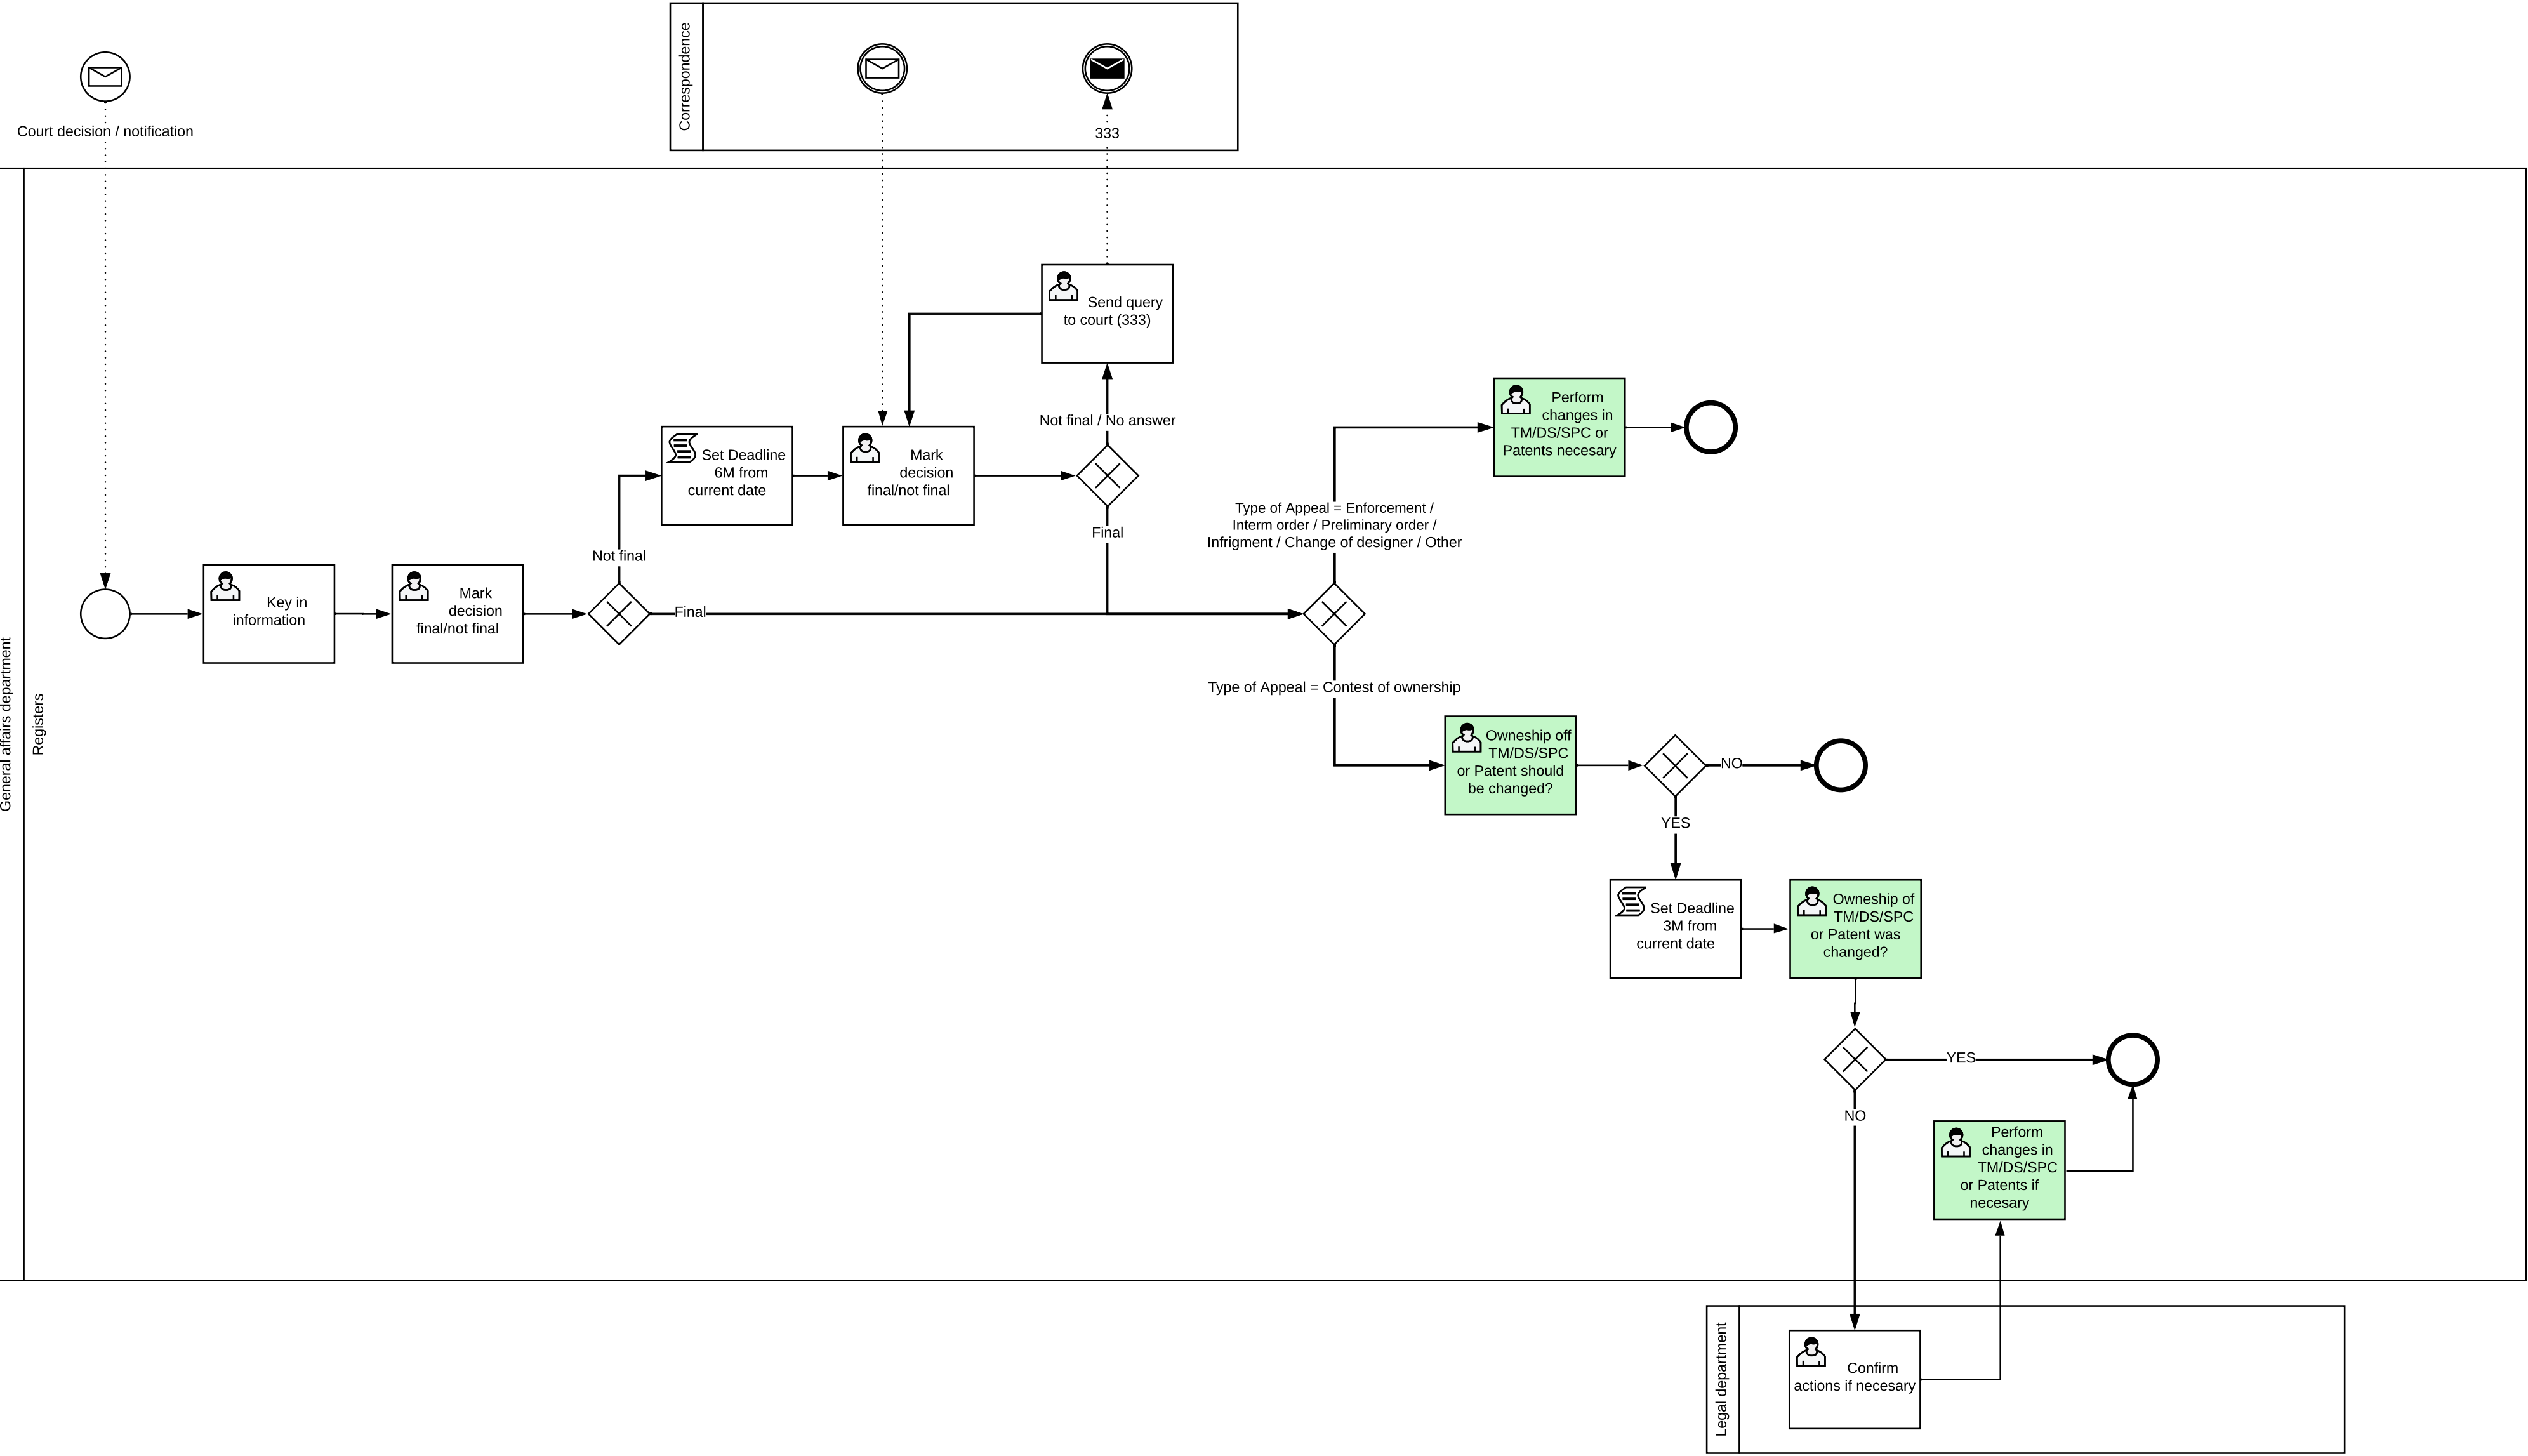 Correspondence
Court decision / notification
333
Send query
to court (333)
Not final / No answer
Perform
changes in
TM/DS/SPC or
Patents necesary
Set Deadline
6M from
current date
Mark
decision
final/not final
Final
Not final
Type of Appeal = Enforcement /
Interm order / Preliminary order /
Infrigment / Change of designer / Other
Key in
information
Mark
decision
final/not final
Final
General affairs department
Registers
Type of Appeal = Contest of ownership
Owneship off
TM/DS/SPC
or Patent should
be changed?
NO
YES
Set Deadline
3M from
current date
Owneship of
TM/DS/SPC
or Patent was
changed?
YES
NO
Perform
changes in
TM/DS/SPC
or Patents if
necesary
Legal department
Confirm
actions if necesary